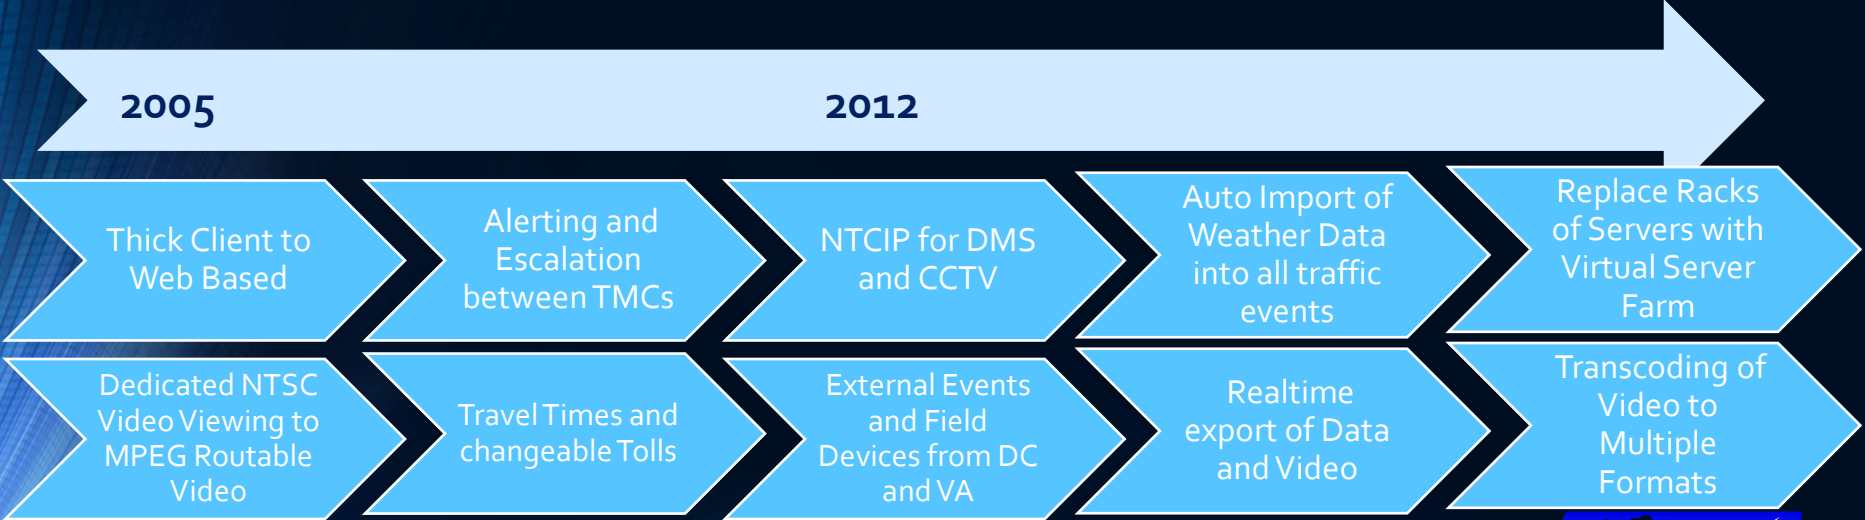 2005
2012
Thick Client to
Web Based
Alerting and
Escalation
between TMCs
NTCIP for DMS
and CCTV
Auto Import of
Weather Data
into all traffic
events
Replace Racks
of Servers with
Virtual Server
Farm
Dedicated NTSC
Video Viewing to
MPEG Routable
Video
Travel Times and
changeable Tolls
External Events
and Field
Devices from DC
and VA
Realtime
export of Data
and Video
Transcoding of
Video to
Multiple
Formats